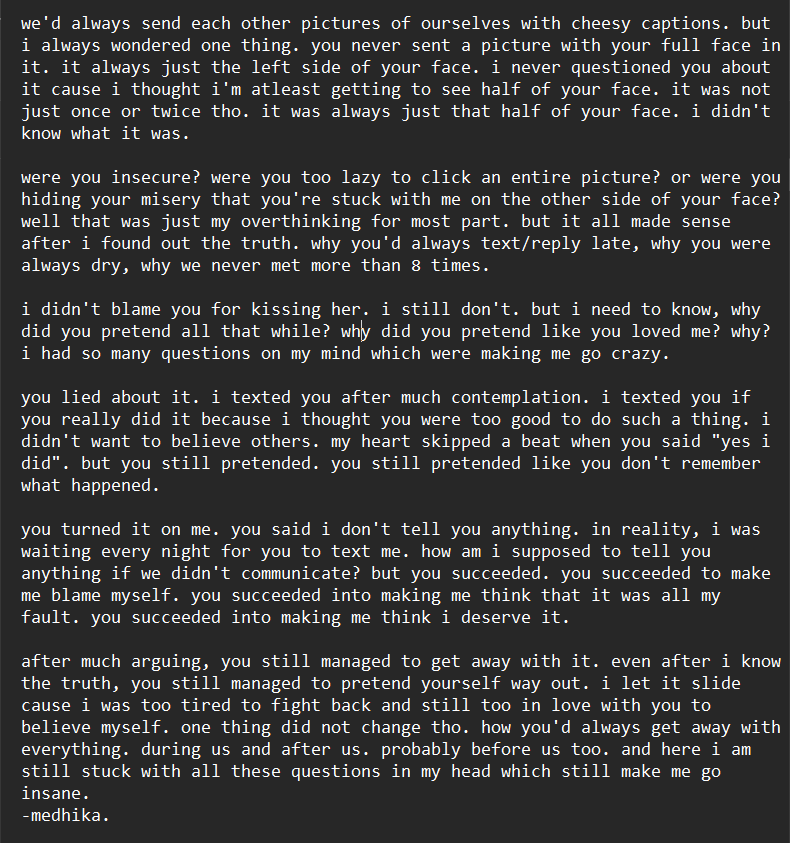 we'd always send each other pictures of ourselves with cheesy captions. but
i always wondered one thing. you never sent a picture with your full face in
it. it always just the left side of your face. i never questioned you about
it cause i thought i'm atleast getting to see half of your face. it was not
just once or twice tho. it was always just that half of your face. i didn't
know what it was.

were you insecure? were you too lazy to click an entire picture? or were you
hiding your misery that you're stuck with me on the other side of your face?
well that was just my overthinking for most part. but it all made sense
after i found out the truth. why you'd always text/reply late, why you were
always dry, why we never met more than 8 times.

i didn't blame you for kissing her. i still don't. but i need to know, why
did you pretend all that while? why did you pretend like you loved me? why?
i had so many questions on my mind which were making me go crazy.

you lied about it. i texted you after much contemplation. i texted you if
you really did it because i thought you were too good to do such a thing. i
didn't want to believe others. my heart skipped a beat when you said "yes i
did". but you still pretended. you still pretended like you don't remember
what happened.

you turned it on me. you said i don't tell you anything. in reality, i was
waiting every night for you to text me. how am i supposed to tell you
anything if we didn't communicate? but you succeeded. you succeeded to make
me blame myself. you succeeded into making me think that it was all my
fault. you succeeded into making me think i deserve it.

after much arguing, you still managed to get away with it. even after i know
the truth, you still managed to pretend yourself way out. i let it slide
cause i was too tired to fight back and still too in love with you to
believe myself. one thing did not change tho. how you'd always get away with
everything. during us and after us. probably before us too. and here i am
still stuck with all these questions in my head which still make me go
insane.
-medhika.